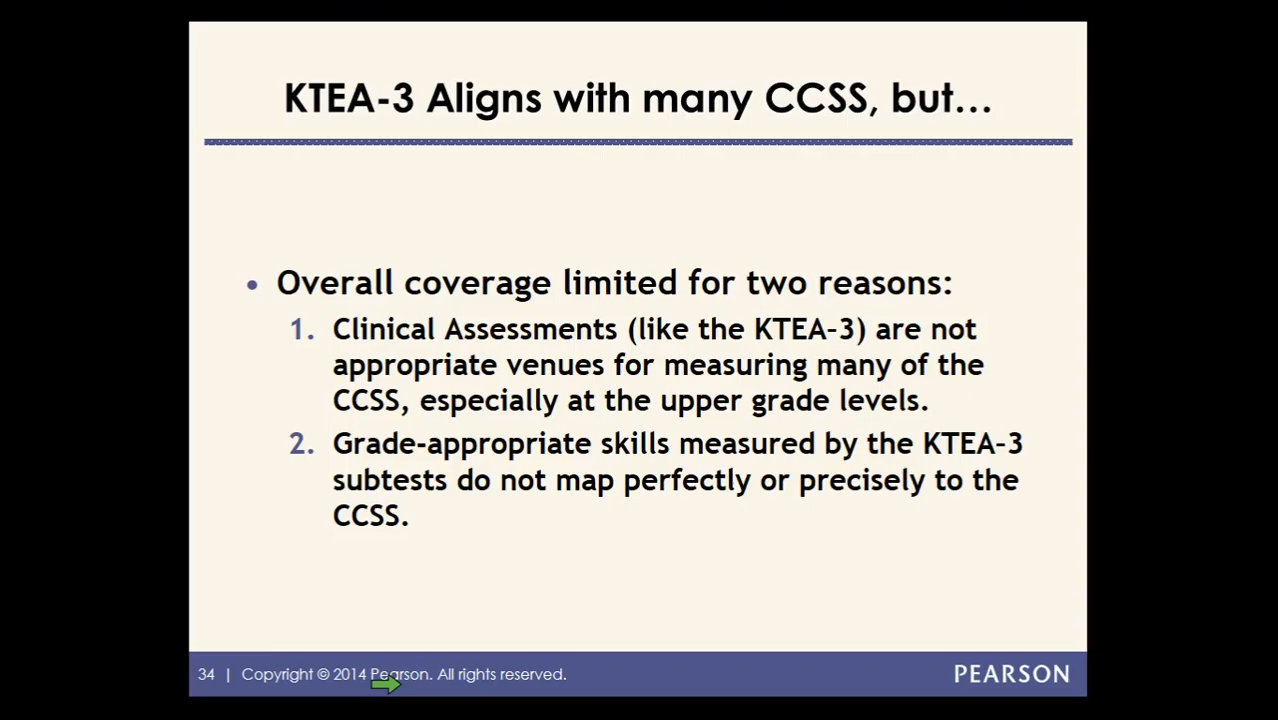 KTEA-3 Aligns with many CCSS, but…
• Overall coverage limited for two reasons:
1. Clinical Assessments (like the KTEA-3) are not
appropriate venues for measuring many of the
CCSS, especially at the upper grade levels.
2. Grade-appropriate skills measured by the KTEA-3
subtests do not map perfectly or precisely to the
CCSS.
34 | Copyright © 2014 Pearson. All rights reserved.
PEARSON